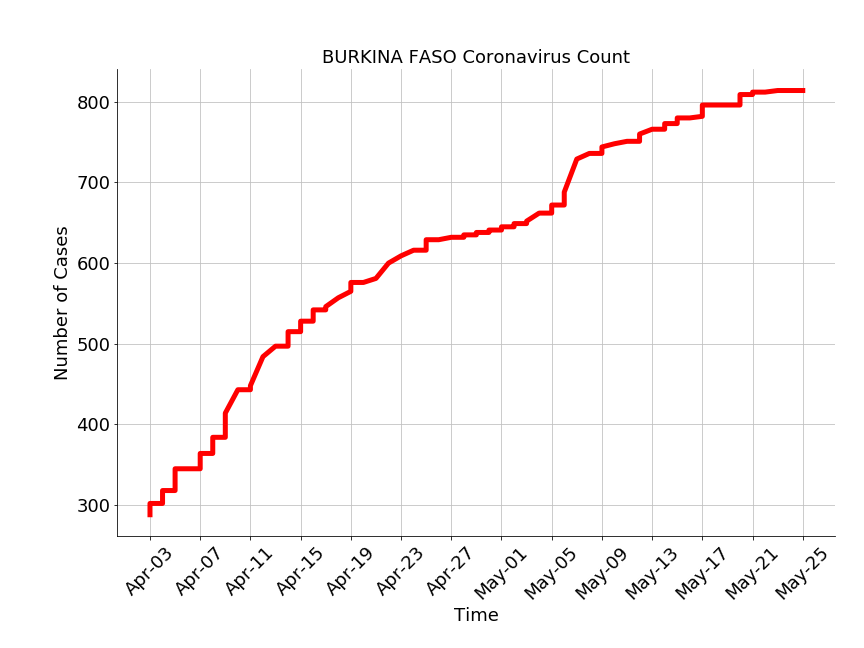 BURKINA FASO Coronavirus Count
Number of Cases
800
700
600
500
400
300
Apr-03 Apr-07 Apr-11 Apr-15 Apr-19 Apr-23 Apr-27 May-01 May-05 May-09 May-13 May-17 May-21 May-25
Time